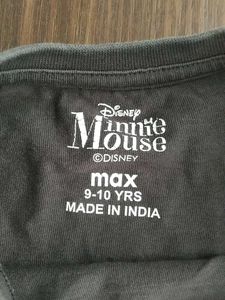 Disney
Minnie
Mouse
©DISNEY
max
9-10 YRS
MADE IN INDIA